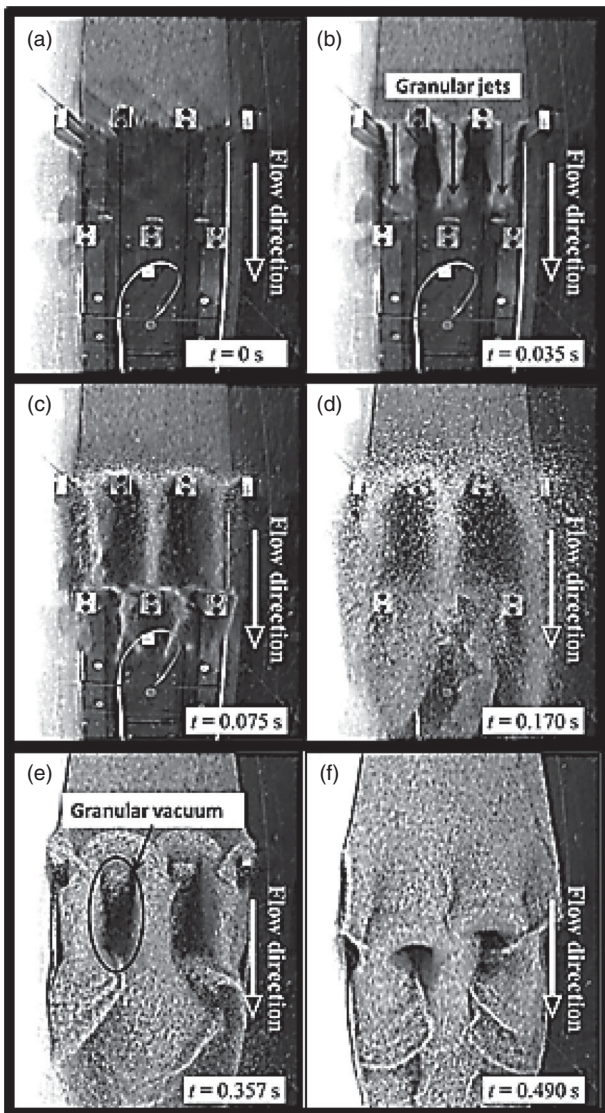 (a)
Flow direction
t = 0 s
(b)
Granular jets
Flow direction
t = 0.035 s
(c)
Flow direction
t = 0.075 s
(d)
Flow direction
t = 0.170 s
(e)
Granular vacuum
Flow direction
t = 0.357 s
(f)
Flow direction
t = 0.490 s